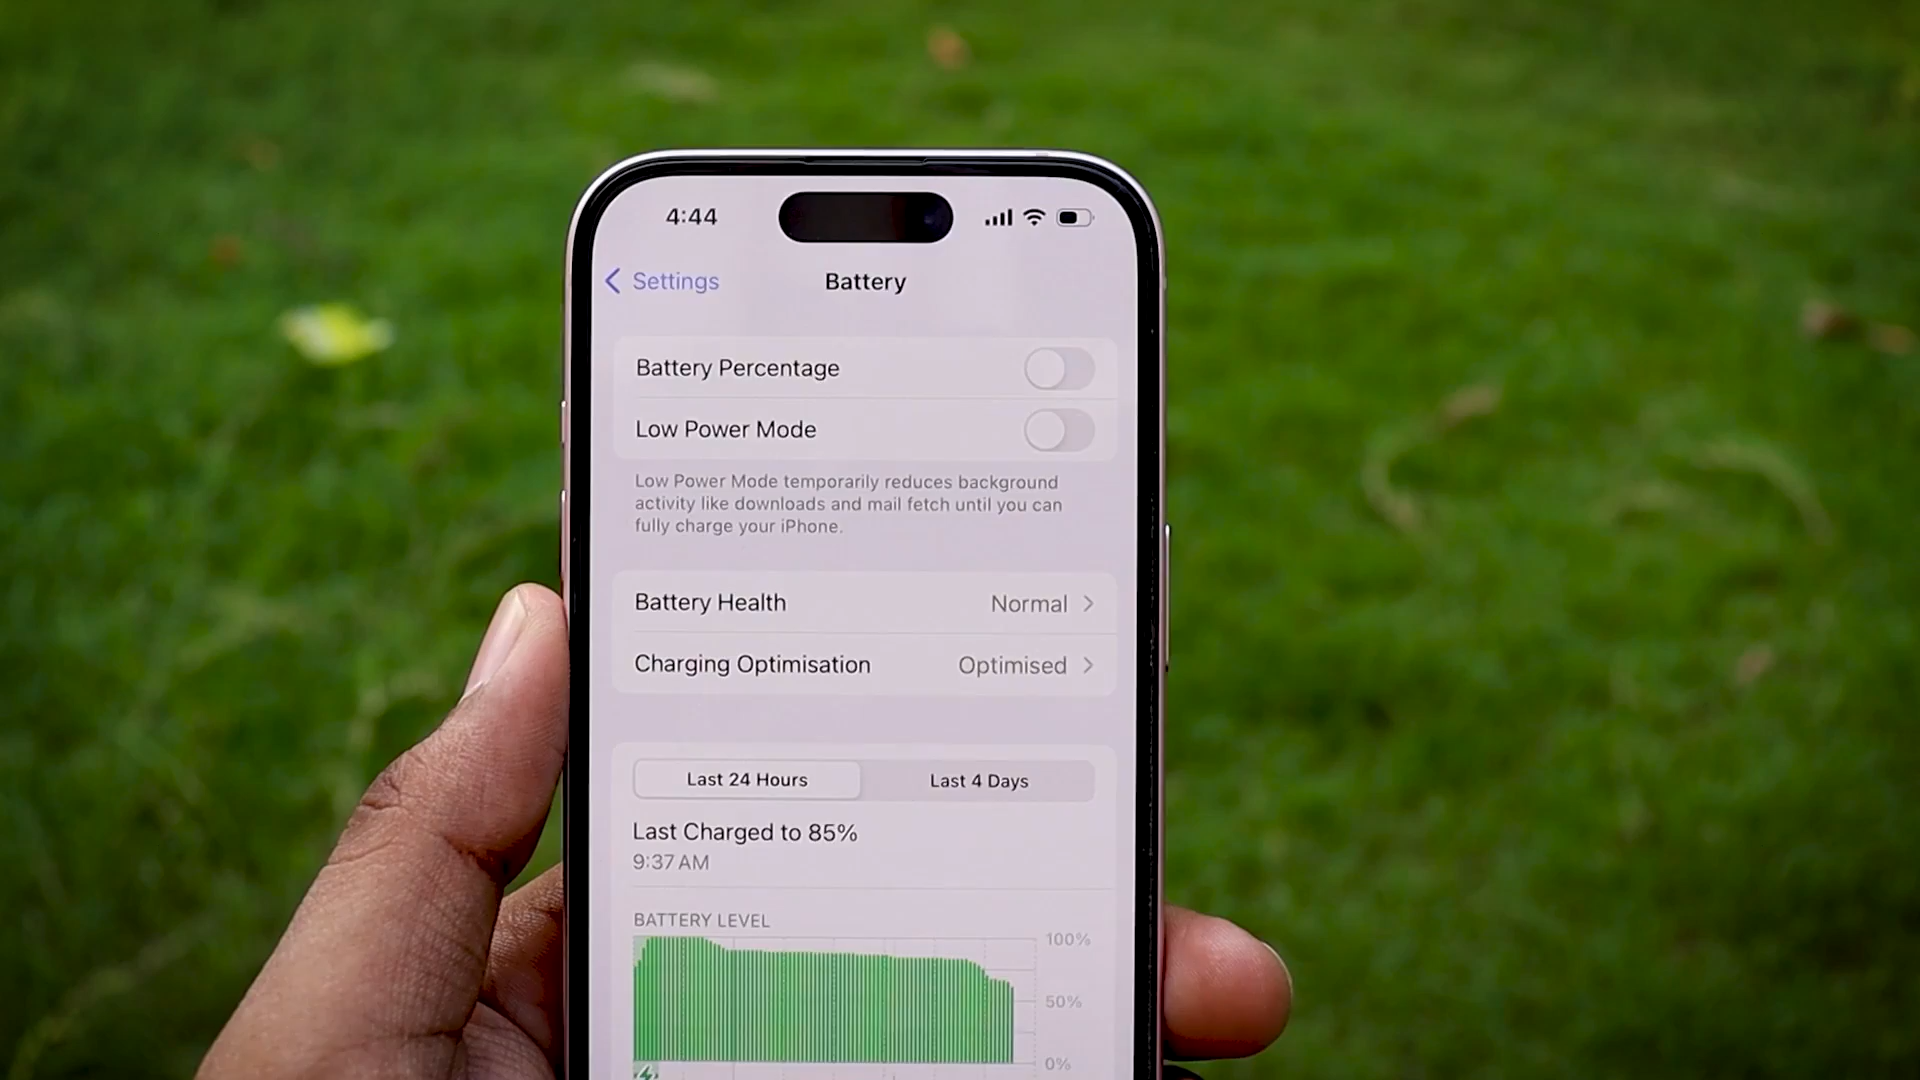 4:44
Settings
Battery
Battery Percentage
Low Power Mode
Low Power Mode temporarily reduces background
activity like downloads and mail fetch until you can
fully charge your iPhone.
Battery Health Normal
Charging Optimisation Optimised
Last 24 Hours Last 4 Days
Last Charged to 85%
9:37 AM
BATTERY LEVEL
100%
50%
0%